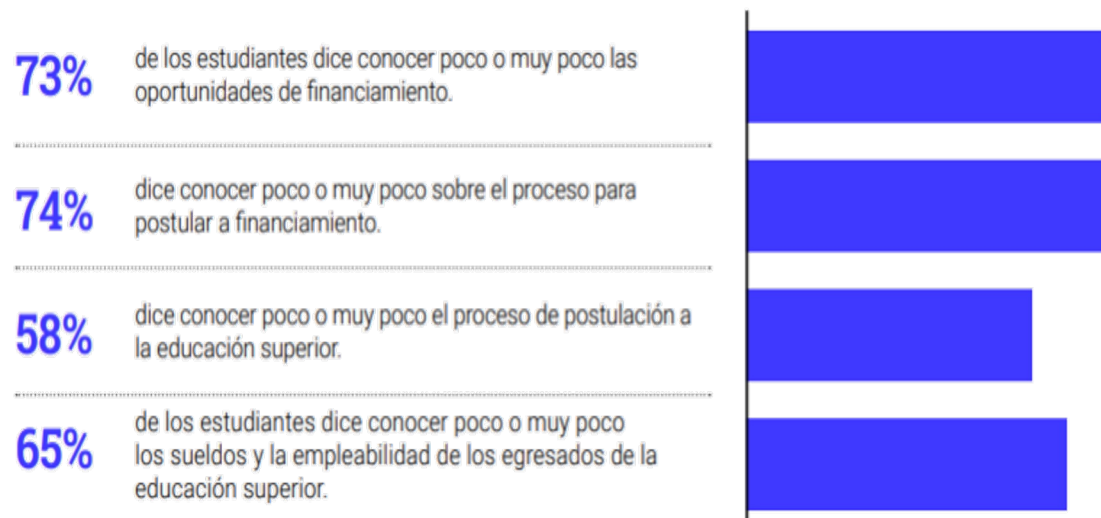 73%
de los estudiantes dice conocer poco o muy poco las
oportunidades de financiamiento.
74%
dice conocer poco o muy poco sobre el proceso para
postular a financiamiento.
58%
dice conocer poco o muy poco el proceso de postulación a
la educación superior.
65%
de los estudiantes dice conocer poco o muy poco
los sueldos y la empleabilidad de los egresados de la
educación superior.